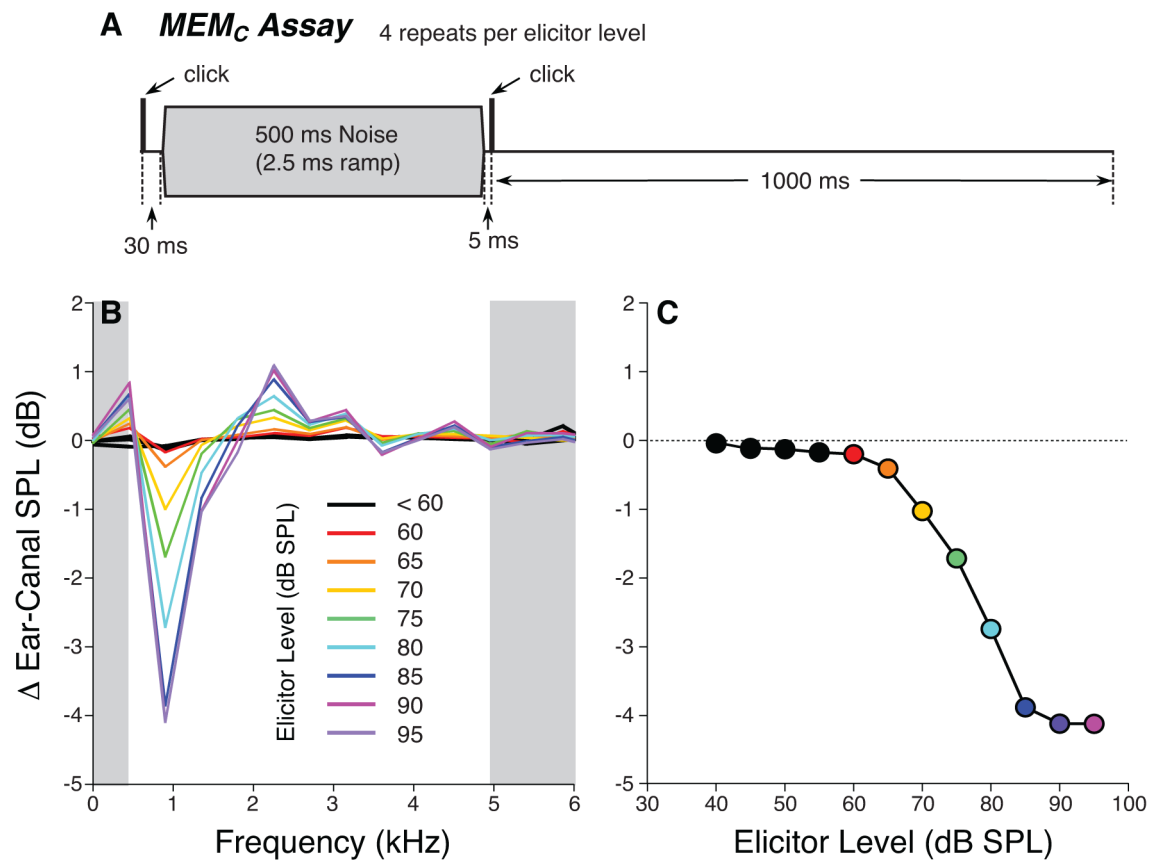 A MEMC Assay 4 repeats per elicitor level
click
click
500 ms Noise
(2.5 ms ramp)
1000 ms
30 ms
5 ms
B
Δ Ear-Canal SPL (dB)
2
1
0
-1
-2
-3
-4
-5
Elicitor Level (dB SPL)
< 60
60
65
70
75
80
85
90
95
0 1 2 3 4 5 6
Frequency (kHz)
C
2
1
0
-1
-2
-3
-4
-5
30 40 50 60 70 80 90 100
Elicitor Level (dB SPL)